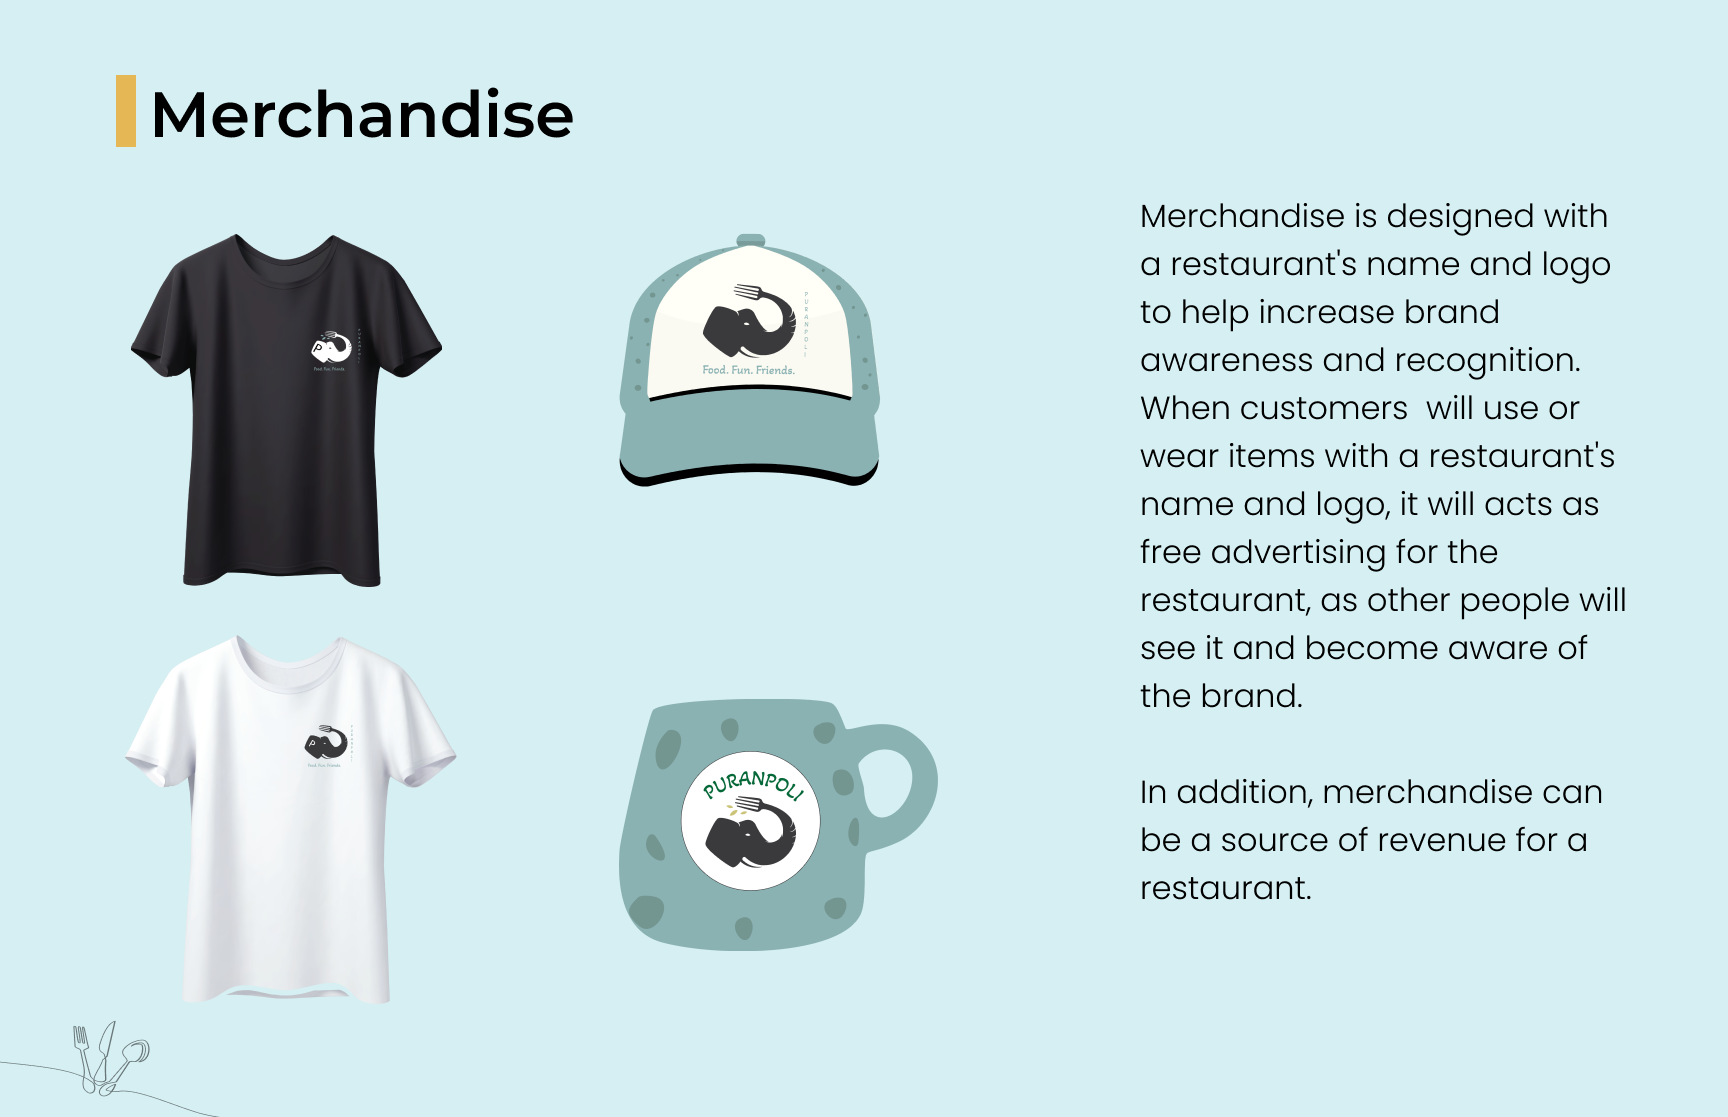 Merchandise
P
PURANPOLI
Food. Fun. Friends.
PURANPOLI
Food. Fun. Friends.
P
PURANPOLI
Food. Fun. Friends.
PURANPOLI
Merchandise is designed with
a restaurant's name and logo
to help increase brand
awareness and recognition.
When customers  will use or
wear items with a restaurant's
name and logo, it will acts as
free advertising for the
restaurant, as other people will
see it and become aware of
the brand.
In addition, merchandise can
be a source of revenue for a
restaurant.